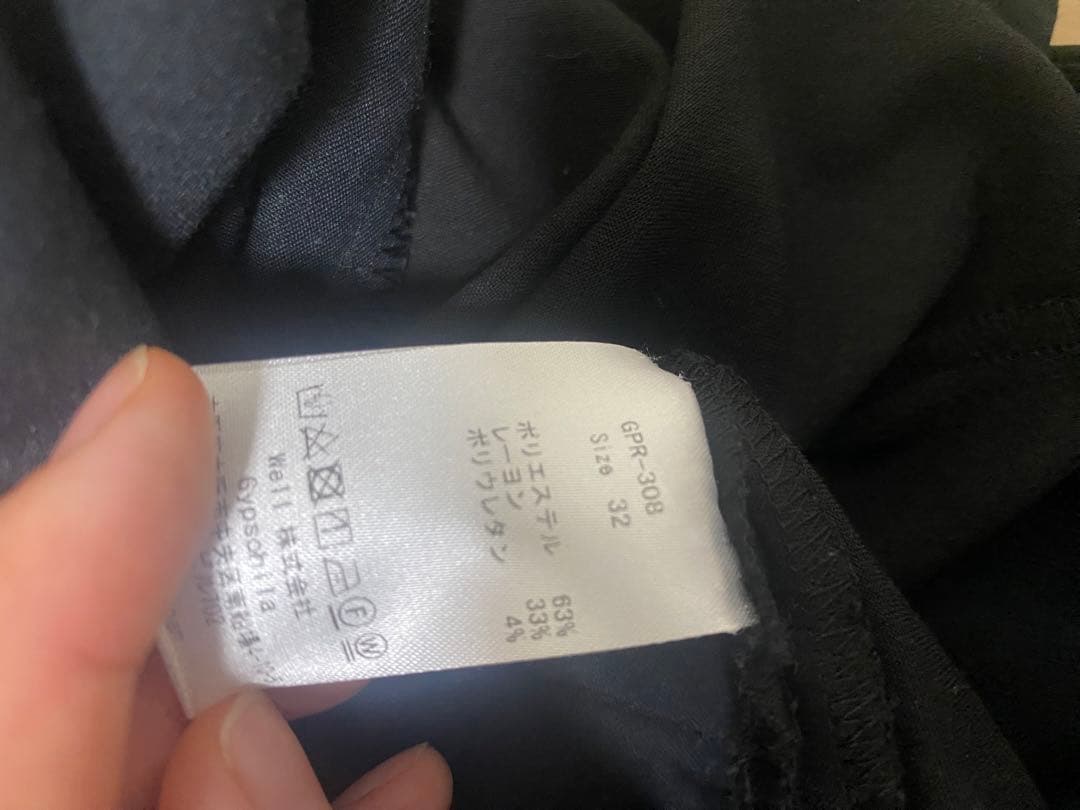 GPR-308
Size 32
ポリエステル 63%
レーヨン 33%
ポリウレタン 4%
F W
Well 株式会社
Gypsohila